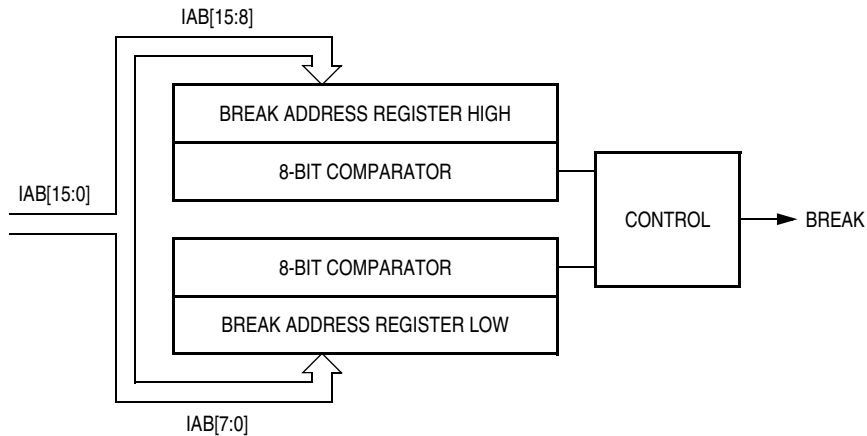 IAB[15:8]
BREAK ADDRESS REGISTER HIGH
8-BIT COMPARATOR
IAB[15:0]
CONTROL
BREAK
8-BIT COMPARATOR
BREAK ADDRESS REGISTER LOW
IAB[7:0]